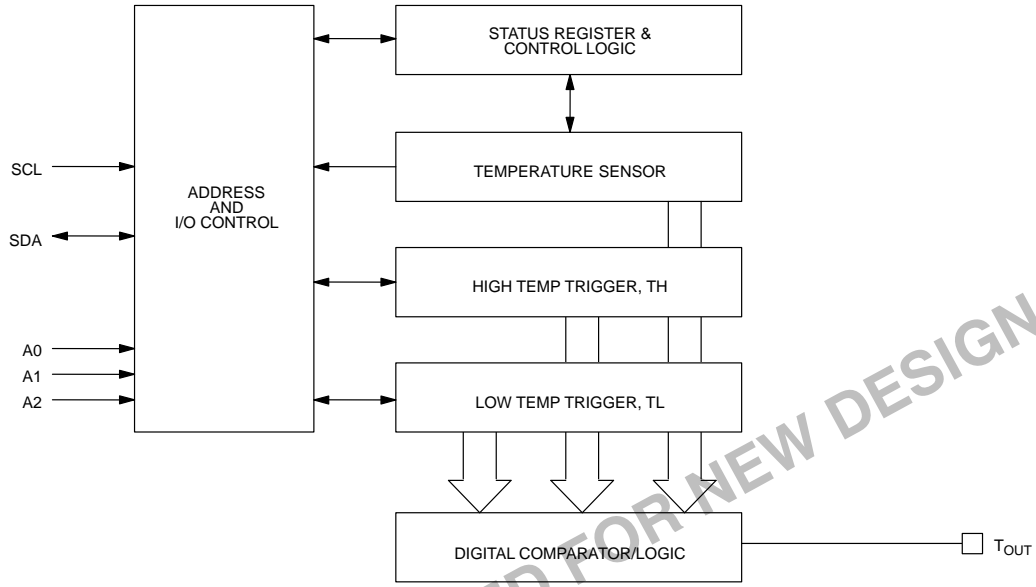 STATUS REGISTER &
CONTROL LOGIC
SCL
TEMPERATURE SENSOR
ADDRESS
AND
I/O CONTROL
SDA
HIGH TEMP TRIGGER, TH
A0
A1
A2
LOW TEMP TRIGGER, TL
DIGITAL COMPARATOR/LOGIC
TOUT
FOR NEW DESIGN